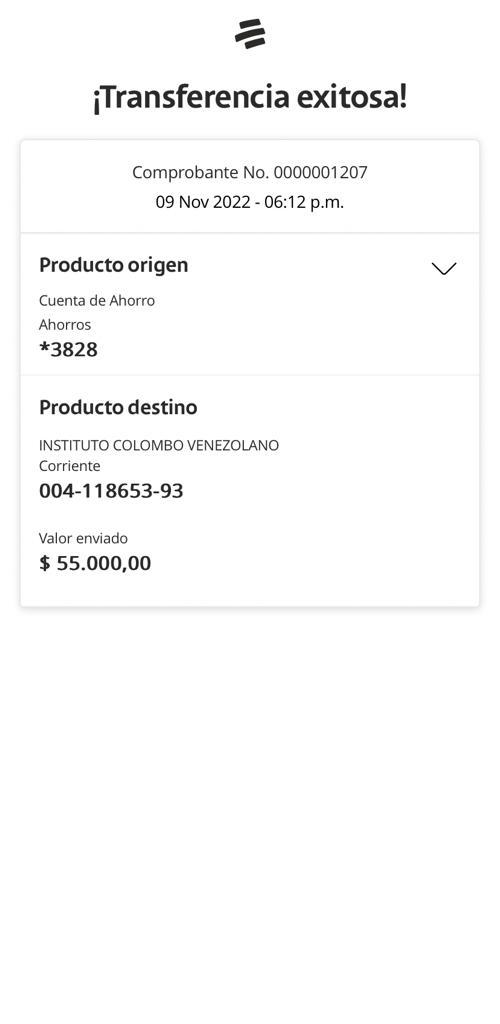 ¡Transferencia exitosa!
Comprobante No. 0000001207
09 Nov 2022 - 06:12 p.m.
Producto origen
Cuenta de Ahorro
Ahorros
*3828
Producto destino
INSTITUTO COLOMBO VENEZOLANO
Corriente
004-118653-93
Valor enviado
$ 55.000,00